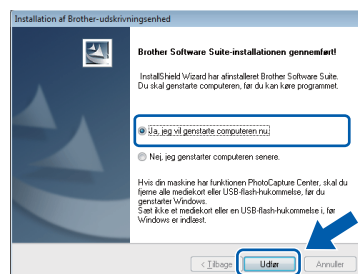 Installation af Brother-udskrivningsenhed
Brother Software Suite-installationen gennemført!
InstallShield Wizard har afinstalleret Brother Software Suite.
Du skal genstarte computeren, før du kan køre programmet.
Ja, jeg vil genstarte computeren nu.
Nej, jeg genstarter computeren senere.
Hvis din maskine har funktionen PhotoCapture Center, skal du
fjerne alle mediekort eller USB-flash-hukommelse, før du
genstarter Windows.
Sæt ikke et mediekort eller en USB-flash-hukommelse i, før
Windows er indlæst.
< Tilbage
Udfør
Annuller